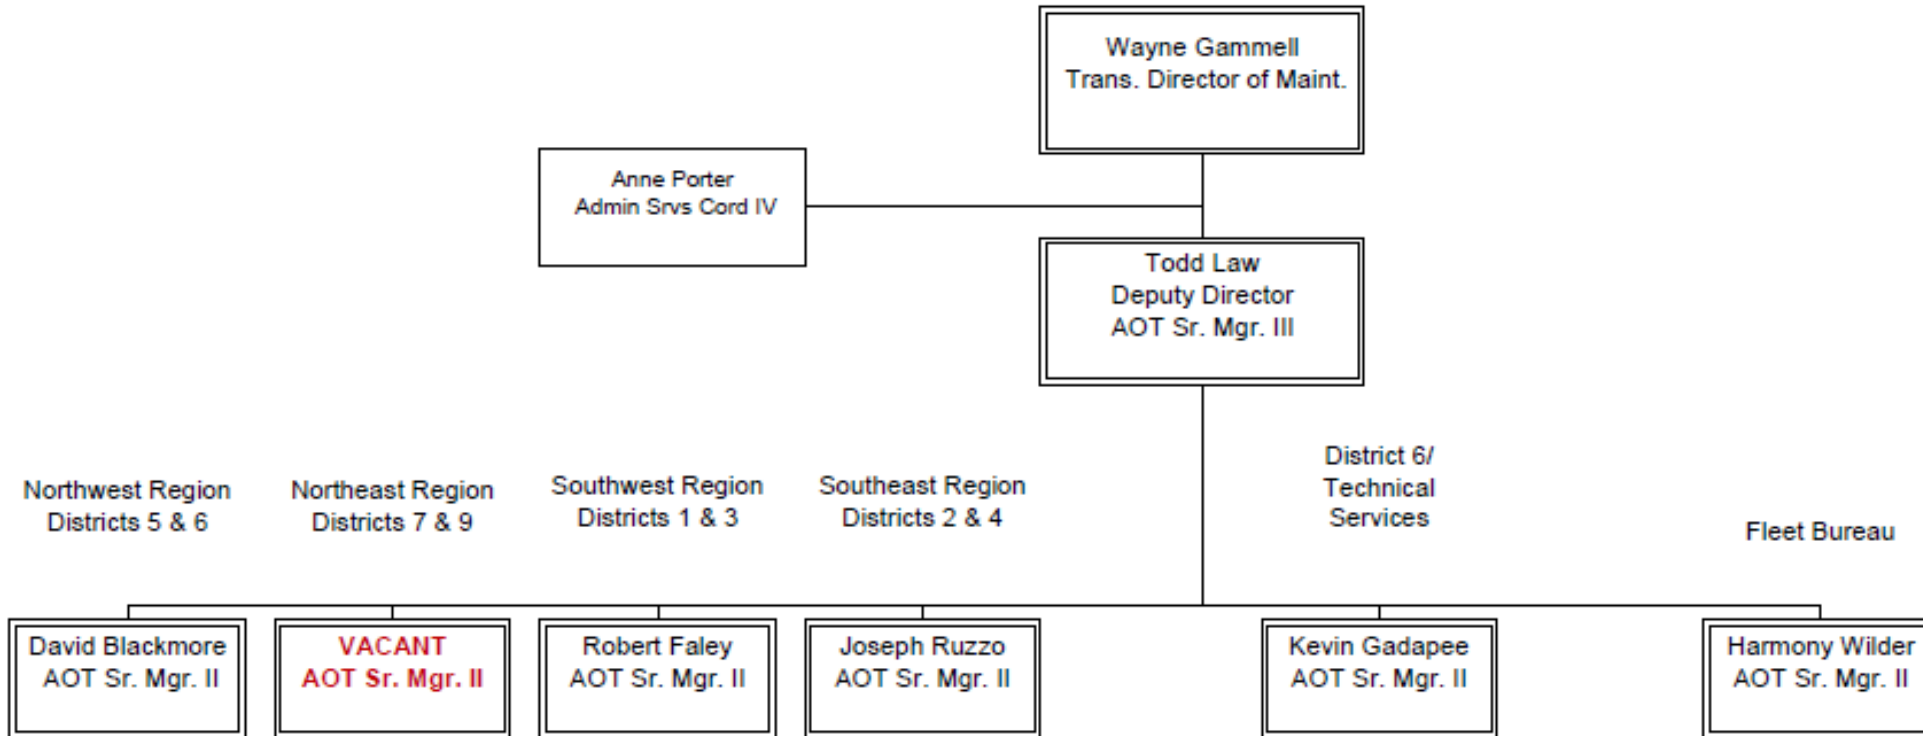 Wayne Gammell
Trans. Director of Maint.
Anne Porter
Admin Srvs Cord IV
Todd Law
Deputy Director
AOT Sr. Mgr. III
Northwest Region
Districts 5 & 6
Northeast Region
Districts 7 & 9
Southwest Region
Districts 1 & 3
Southeast Region
Districts 2 & 4
District 6/
Technical
Services
Fleet Bureau
David Blackmore
AOT Sr. Mgr. II
VACANT
AOT Sr. Mgr. II
Robert Faley
AOT Sr. Mgr. II
Joseph Ruzzo
AOT Sr. Mgr. II
Kevin Gadapee
AOT Sr. Mgr. II
Harmony Wilder
AOT Sr. Mgr. II